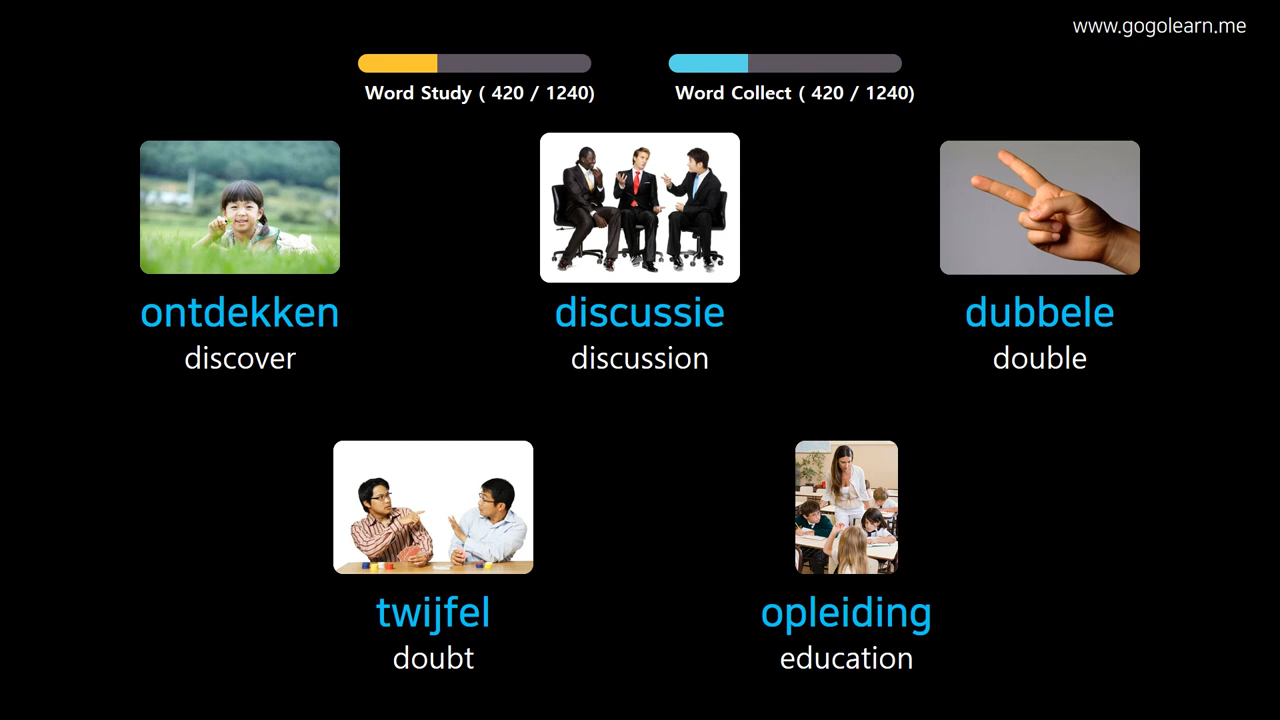 www.gogolearn.me
Word Study ( 420 / 1240)
Word Collect ( 420 / 1240)
ontdekken
discover
discussie
discussion
dubbele
double
twijfel
doubt
opleiding
education